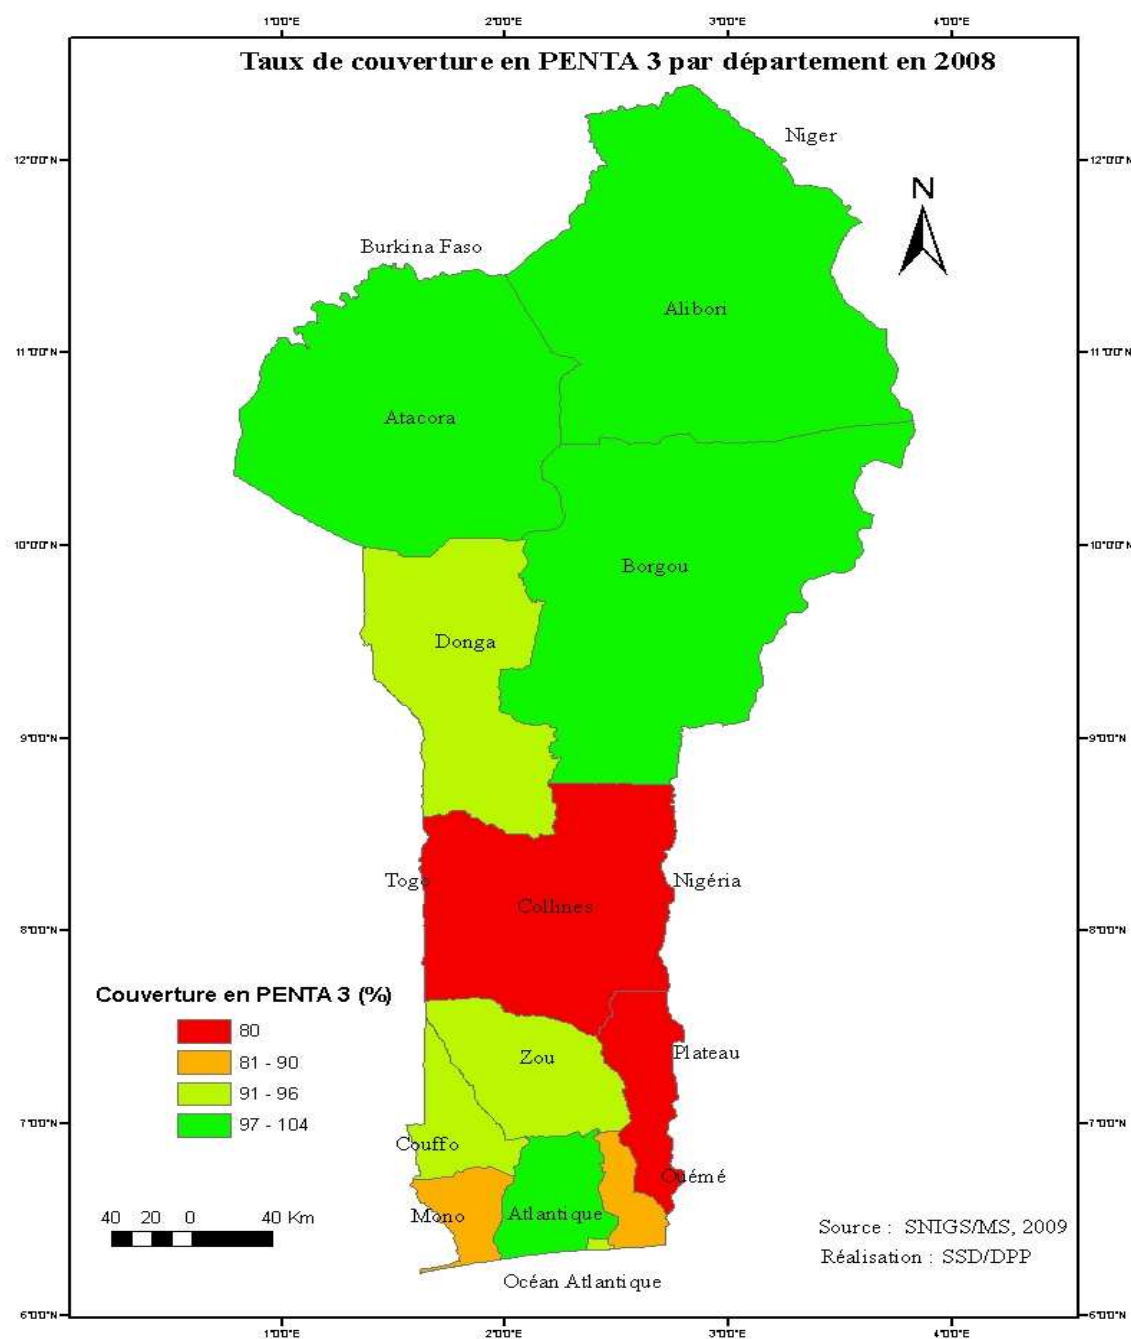 1°0'0"E 2°0'0"E 3°0'0"E 4°0'0"E
Taux de couverture en PENTA 3 par département en 2008
Niger
12°0'0"N 12°0'0"N
N
Burkina Faso
Alibori
11°0'0"N 11°0'0"N
Atacora
10°0'0"N 10°0'0"N
Borgou
Donga
9°0'0"N 9°0'0"N
Togo
Nigéria
Collines
8°0'0"N 8°0'0"N
Couverture en PENTA 3 (%)
80
81 - 90
91 - 96
97 - 104
Zou
Plateau
7°0'0"N 7°0'0"N
Couffo
Ouémé
Mono
Atlantique
40 20 0 40 Km
Source : SNIGS/MS, 2009
Réalisation : SSD/DPP
Océan Atlantique
6°0'0"N 6°0'0"N
1°0'0"E 2°0'0"E 3°0'0"E 4°0'0"E